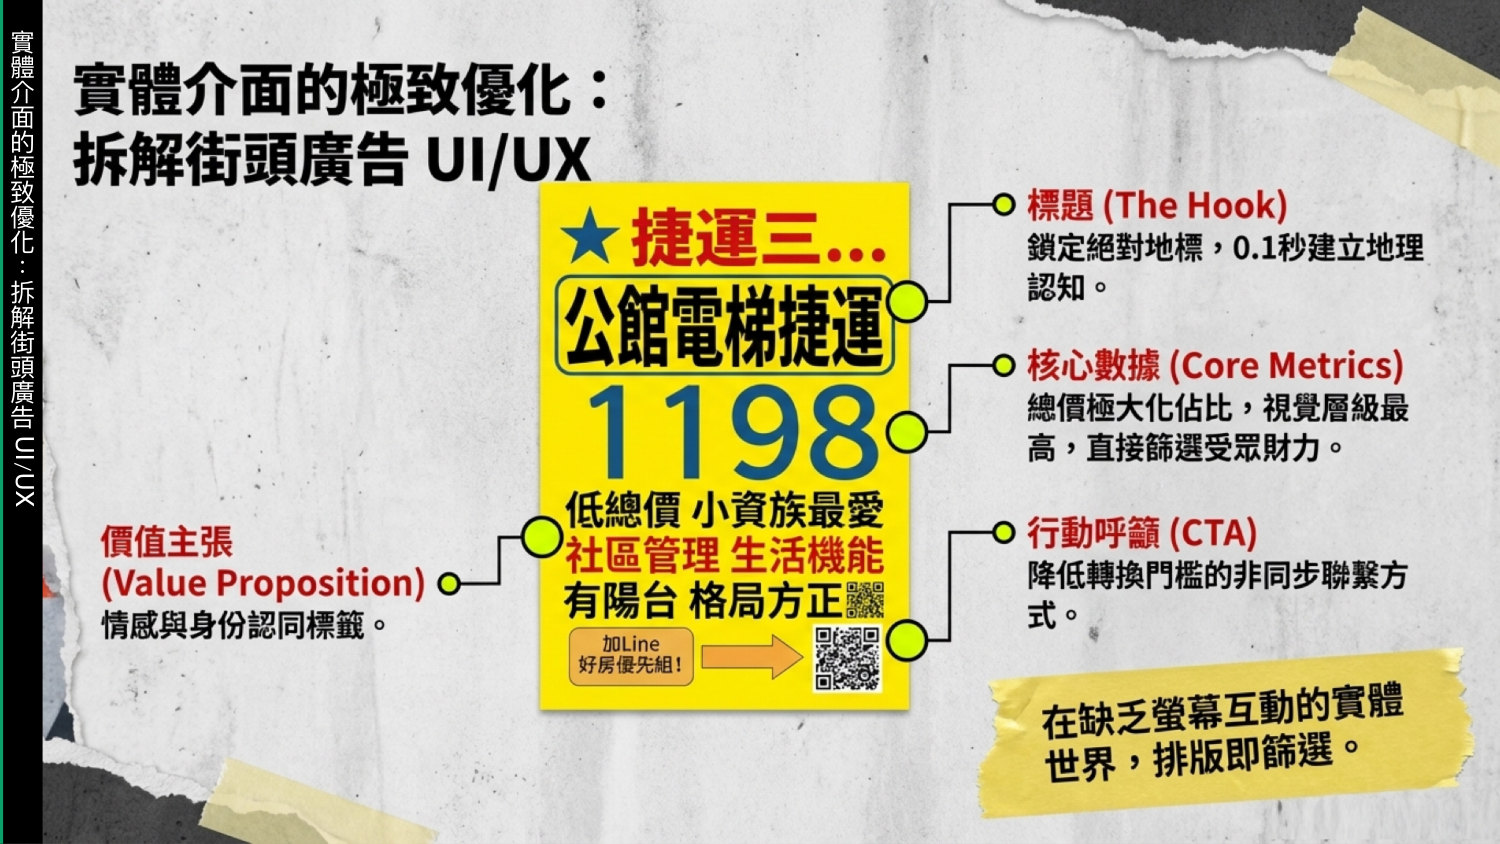 實體介面的極致優化：拆解街頭廣告 UI/UX
實體介面的極致優化：
拆解街頭廣告 UI/UX
★捷運三...
公館電梯捷運
1198
低總價 小資族最愛
社區管理 生活機能
有陽台 格局方正
加Line
好房優先組!
價值主張
(Value Proposition)
情感與身份認同標籤。
標題 (The Hook)
鎖定絕對地標，0.1秒建立地理
認知。
核心數據 (Core Metrics)
總價極大化佔比，視覺層級最
高，直接篩選受眾財力。
行動呼籲 (CTA)
降低轉換門檻的非同步聯繫方
式。
在缺乏螢幕互動的實體
世界，排版即篩選。